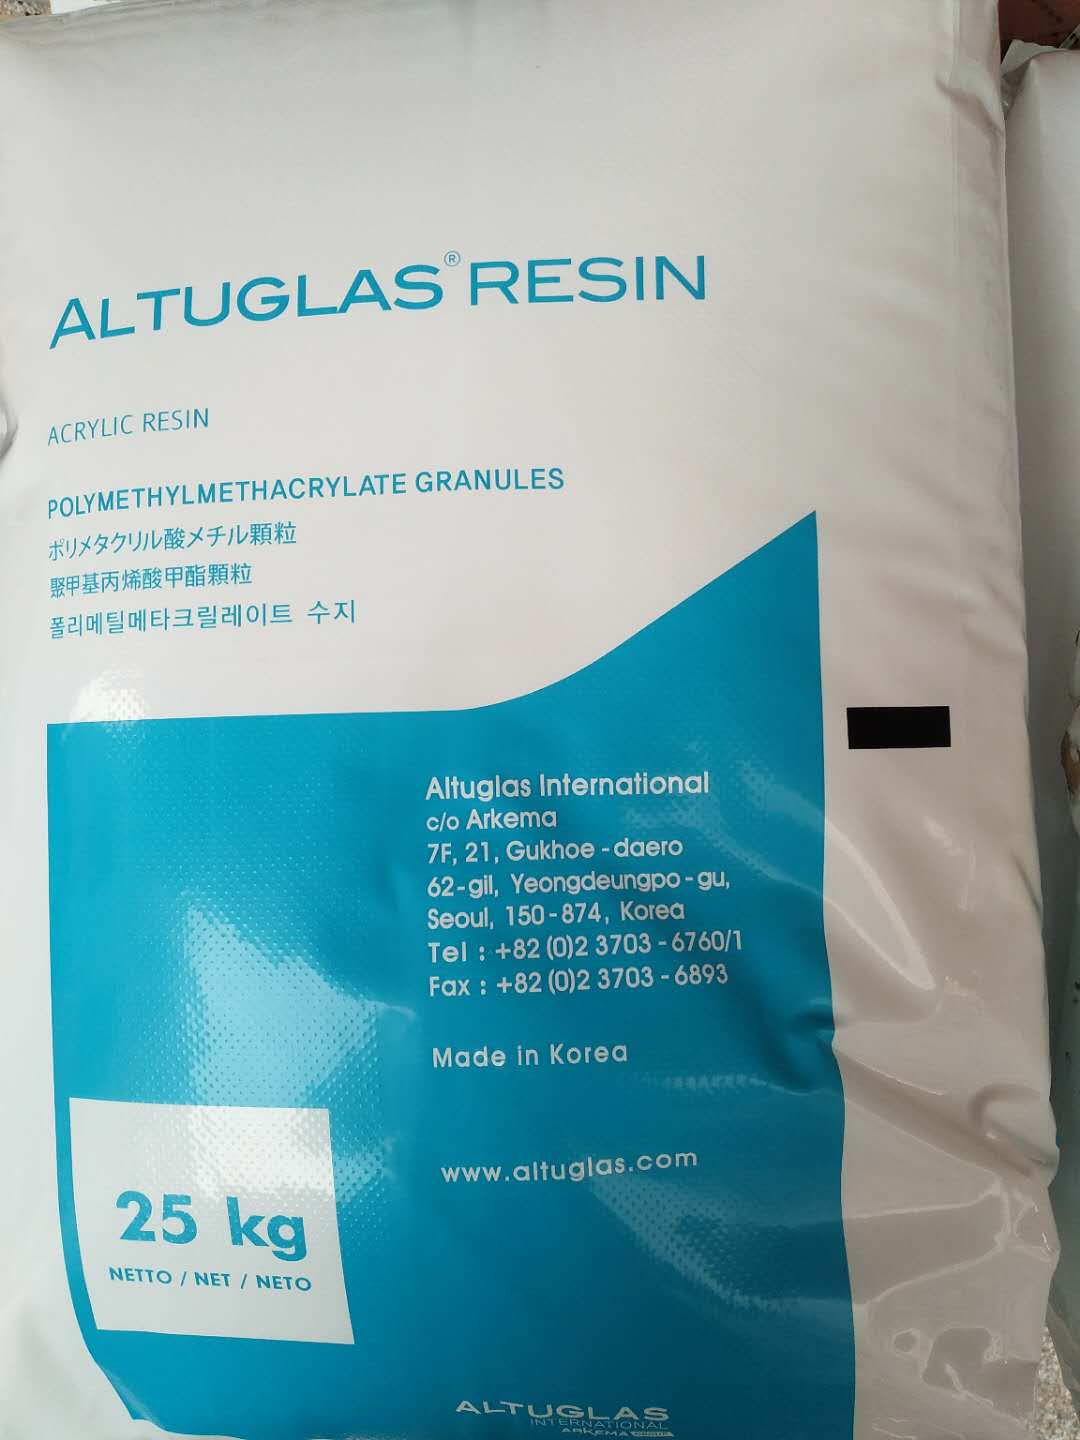 ALTUGLAS® RESIN
ACRYLIC RESIN
POLYMETHYLMETHACRYLATE GRANULES
ポリメタクリル酸メチル顆粒
聚甲基丙烯酸甲酯顆粒
폴리메틸메타크릴레이트 수지
Altuglas International
c/o Arkema
7F, 21, Gukhoe-daero
62-gil, Yeongdeungpo-gu,
Seoul, 150-874, Korea
Tel : +82 (0)2 3703-6760/1
Fax : +82 (0)2 3703-6893
Made in Korea
www.altuglas.com
25 kg
NETTO / NET / NETO
ALTUGLAS
INTERNATIONAL
ARKEMA